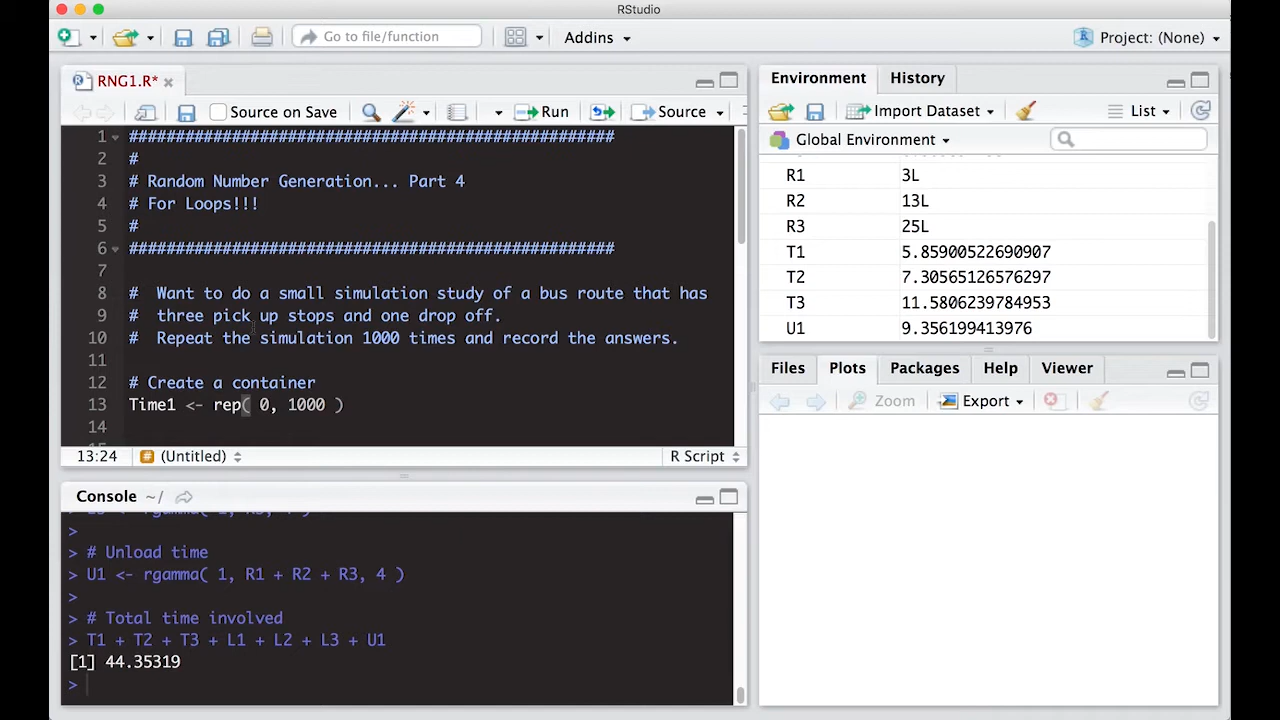 RStudio
Go to file/function
Addins
Project: (None)
RNG1.R*
Source on Save
Run
Source
1 ####################################################
2 #
3 # Random Number Generation... Part 4
4 # For Loops!!!
5 #
6 ####################################################
7
8 #  Want to do a small simulation study of a bus route that has
9 #  three pick up stops and one drop off.
10 #  Repeat the simulation 1000 times and record the answers.
11
12 # Create a container
13 Time1 <- rep( 0, 1000 )
14
13:24
(Untitled)
R Script
Console ~/
>
> # Unload time
> U1 <- rgamma( 1, R1 + R2 + R3, 4 )
>
> # Total time involved
> T1 + T2 + T3 + L1 + L2 + L3 + U1
[1] 44.35319
>
Environment History
Import Dataset
List
Global Environment
R1 3L
R2 13L
R3 25L
T1 5.85900522690907
T2 7.30565126576297
T3 11.5806239784953
U1 9.356199413976
Files Plots Packages Help Viewer
Zoom
Export